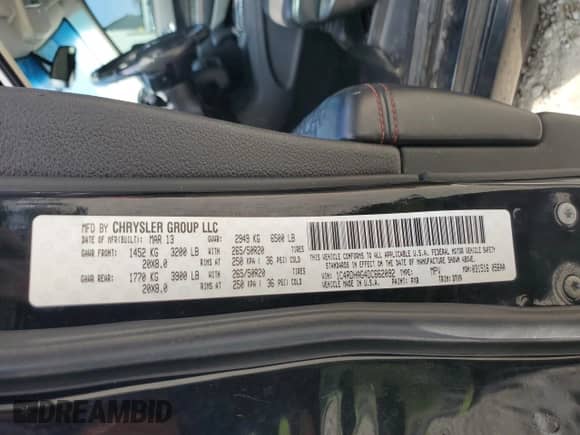 MFD BY CHRYSLER GROUP LLC
DATE OF MFR(BUILT): MAR 13 GVWR: 2949 KG 6500 LB
GAWR FRONT: 1452 KG 3200 LB WITH 265/50R20 TIRES
20X8.0 RIMS AT 250 KPA ( 36 PSI) COLD
GAWR REAR: 1770 KG 3900 LB WITH 265/50R20 TIRES
20X8.0 RIMS AT 250 KPA ( 36 PSI) COLD
THIS VEHICLE CONFORMS TO ALL APPLICABLE U.S.A. FEDERAL MOTOR VEHICLE SAFETY
STANDARDS IN EFFECT ON THE DATE OF MANUFACTURE SHOWN ABOVE.
VIN: TYPE: MPV MDH:
VEHICLE MADE IN U.S.A. PAINT: TRIM:
DREAMBID